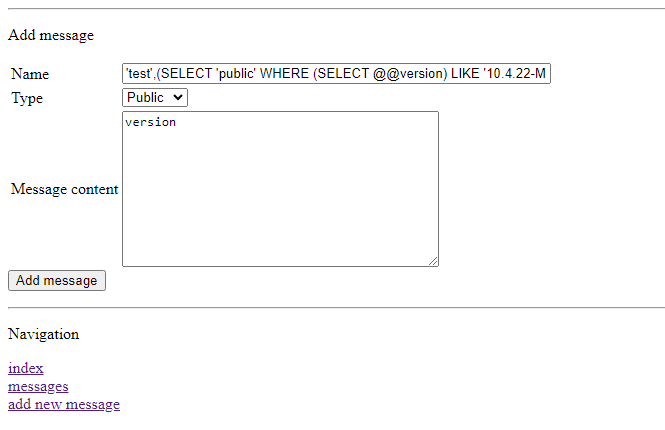 Add message
Name 'test',(SELECT 'public' WHERE (SELECT @@version) LIKE '10.4.22-M
Type Public
version
Message content
Add message
Navigation
index
messages
add new message